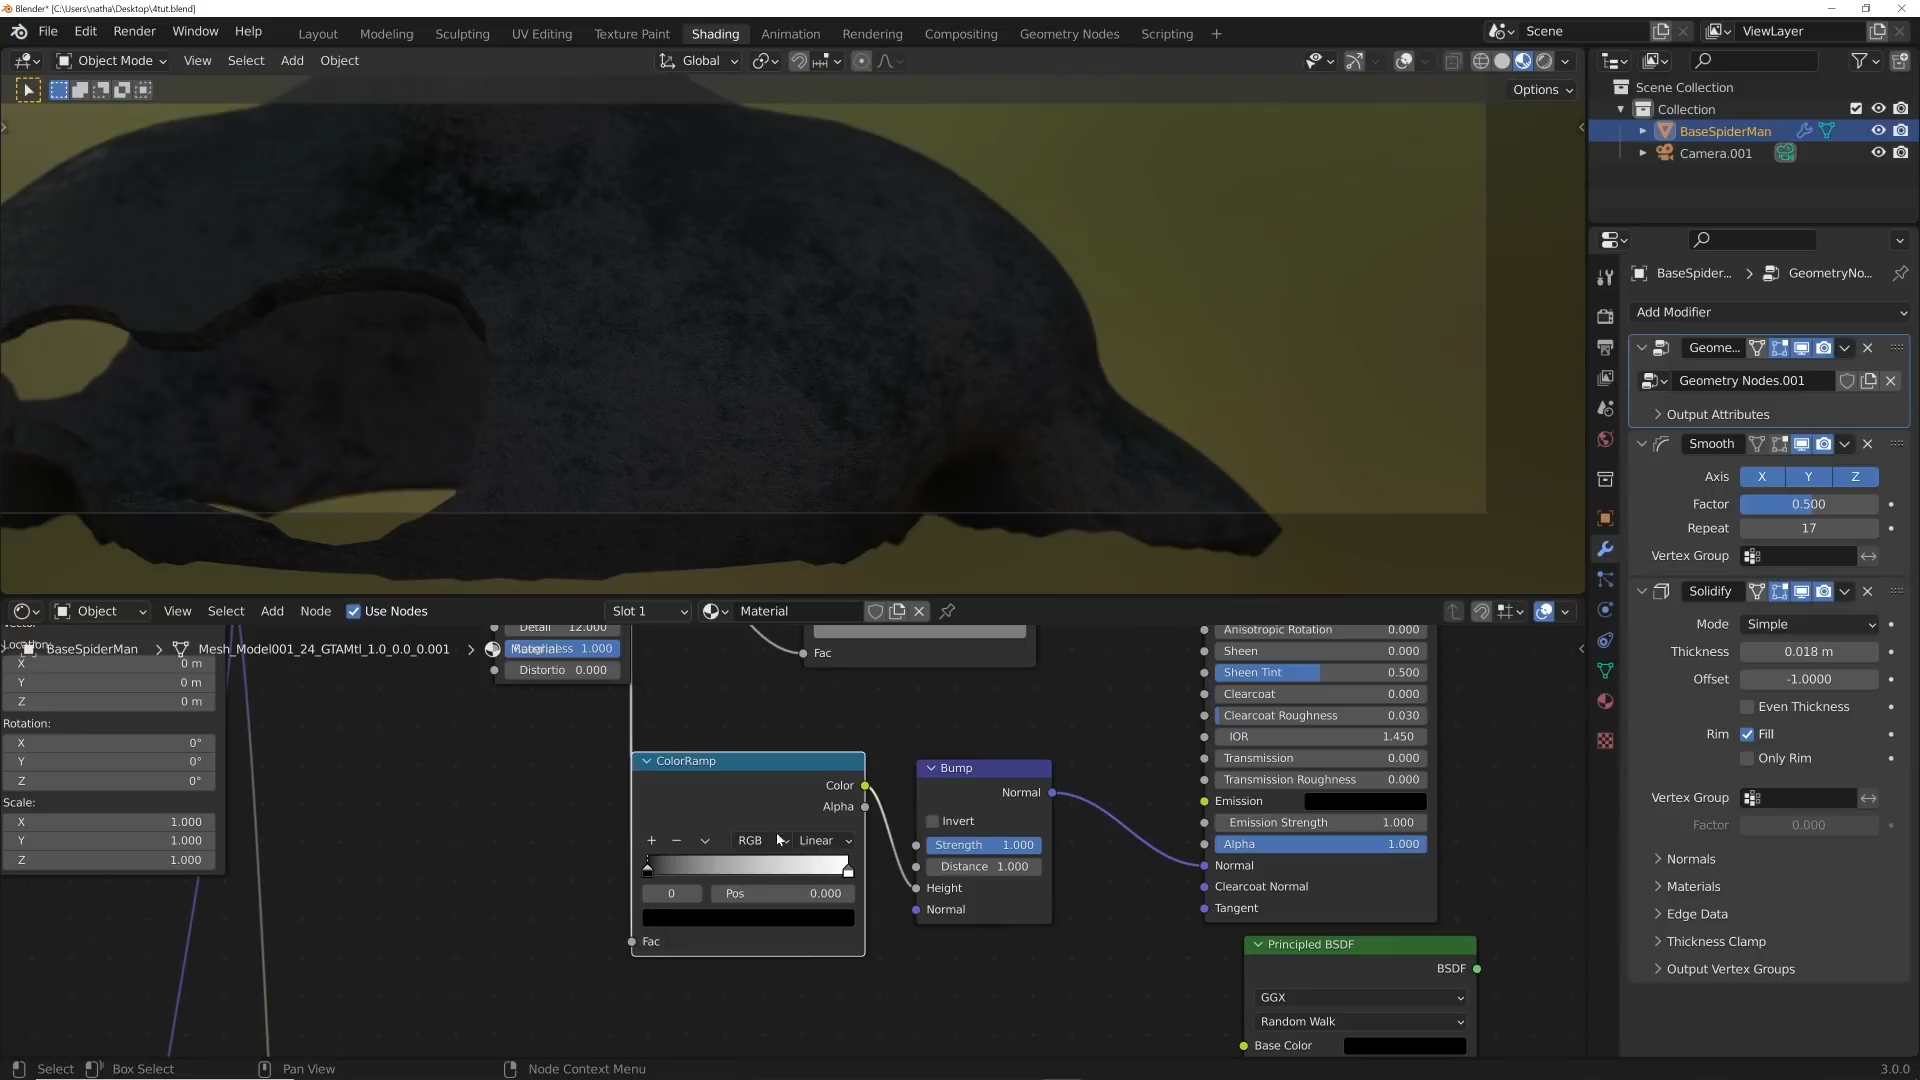 Blender* [C:\Users\natha\Desktop\4tut.blend]
File Edit Render Window Help Layout Modeling Sculpting UV Editing Texture Paint Shading Animation Rendering Compositing Geometry Nodes Scripting + Scene ViewLayer
Object Mode View Select Add Object Global
Options
Scene Collection
Collection
BaseSpiderMan
Camera.001
BaseSpider... > GeometryNo...
Add Modifier
Geome...
Geometry Nodes.001
Output Attributes
Smooth
Axis X Y Z
Factor 0.500
Repeat 17
Vertex Group
Solidify
Mode Simple
Thickness 0.018 m
Offset -1.0000
Even Thickness
Rim Fill
Only Rim
Vertex Group
Factor 0.000
Normals
Materials
Edge Data
Thickness Clamp
Output Vertex Groups
Object View Select Add Node Use Nodes Slot 1 Material
BaseSpiderMan > Mesh_Model001_24_GTAMtl_1.0_0.0_0.001 > Material
Location:
X 0 m
Y 0 m
Z 0 m
Rotation:
X 0°
Y 0°
Z 0°
Scale:
X 1.000
Y 1.000
Z 1.000
Detail 12.000
Roughness 1.000
Distortio 0.000
Fac
ColorRamp
Color
Alpha
+ − RGB Linear
0 Pos 0.000
Fac
Bump
Normal
Invert
Strength 1.000
Distance 1.000
Height
Normal
Anisotropic Rotation 0.000
Sheen 0.000
Sheen Tint 0.500
Clearcoat 0.000
Clearcoat Roughness 0.030
IOR 1.450
Transmission 0.000
Transmission Roughness 0.000
Emission
Emission Strength 1.000
Alpha 1.000
Normal
Clearcoat Normal
Tangent
Principled BSDF
BSDF
GGX
Random Walk
Base Color
Select Box Select Pan View Node Context Menu 3.0.0